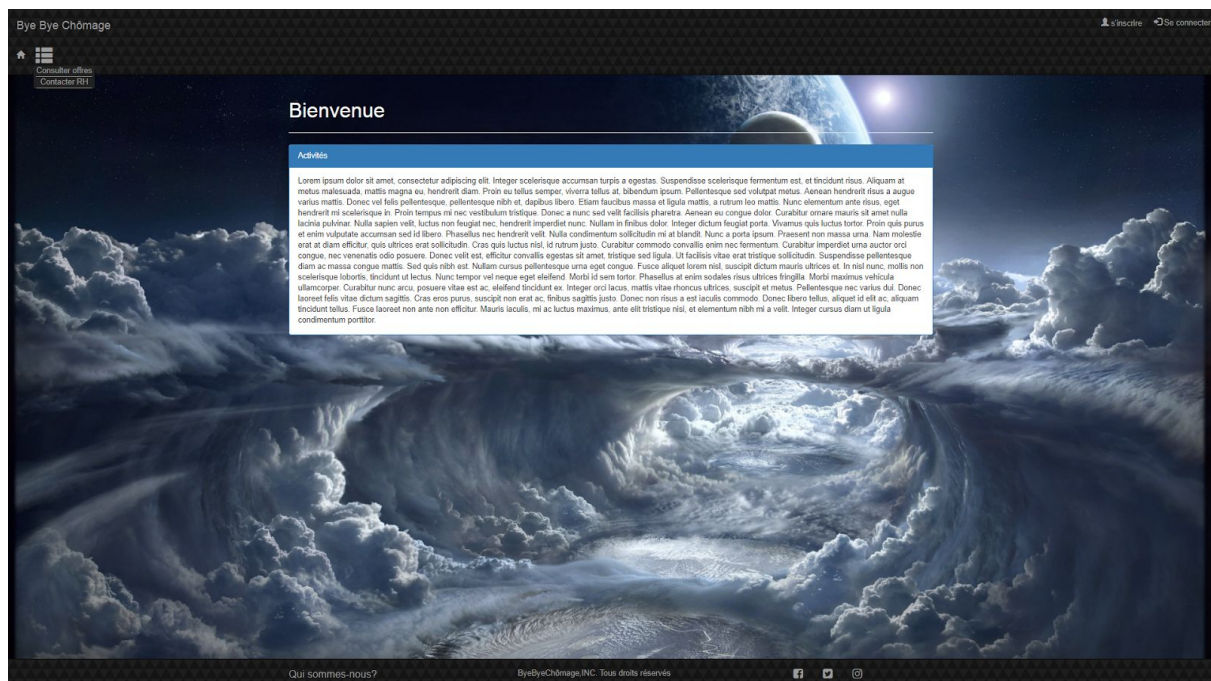 Bye Bye Chômage
s'inscrire Se connecter
Consulter offres
Contacter RH
Bienvenue
Activités
Lorem ipsum dolor sit amet, consectetur adipiscing elit. Integer scelerisque accumsan turpis a egestas. Suspendisse scelerisque fermentum est, et tincidunt risus. Aliquam at
metus malesuada, mattis magna eu, hendrerit diam. Proin eu tellus semper, viverra tellus at, bibendum ipsum. Pellentesque sed volutpat metus. Aenean hendrerit risus a augue
varius mattis. Donec vel felis pellentesque, pellentesque nibh et, dapibus libero. Etiam faucibus massa et ligula mattis, a rutrum leo mattis. Nunc elementum ante risus, eget
hendrerit mi scelerisque in. Proin tempus mi nec vestibulum tristique. Donec a nunc sed velit facilisis pharetra. Aenean eu congue dolor. Curabitur ornare mauris sit amet nulla
lacinia pulvinar. Nulla sapien velit, luctus non feugiat nec, hendrerit imperdiet nunc. Nullam in finibus dolor. Integer dictum feugiat porta. Vivamus quis luctus tortor. Proin quis purus
et enim vulputate accumsan sed id libero. Phasellus nec hendrerit velit. Nulla condimentum sollicitudin mi at blandit. Nunc a porta ipsum. Praesent non massa urna. Nam molestie
erat at diam efficitur, quis ultrices erat sollicitudin. Cras quis luctus nisl, id rutrum justo. Curabitur commodo convallis enim nec fermentum. Curabitur imperdiet urna auctor orci
congue, nec venenatis odio posuere. Donec velit est, efficitur convallis egestas sit amet, tristique sed ligula. Ut facilisis vitae erat tristique sollicitudin. Suspendisse pellentesque
diam ac massa congue mattis. Sed quis nibh est. Nullam cursus pellentesque urna eget congue. Fusce aliquet lorem nisl, suscipit dictum mauris ultrices et. In nisl nunc, mollis non
scelerisque lobortis, tincidunt ut lectus. Nunc tempor vel neque eget eleifend. Morbi id sem tortor. Phasellus at enim sodales risus ultrices fringilla. Morbi maximus vehicula
ullamcorper. Curabitur nunc arcu, posuere vitae est ac, eleifend tincidunt ex. Integer orci lacus, mattis vitae rhoncus ultrices, suscipit et metus. Pellentesque nec varius dui. Donec
laoreet felis vitae dictum sagittis. Cras eros purus, suscipit non erat ac, finibus sagittis justo. Donec non risus a est iaculis commodo. Donec libero tellus, aliquet id elit ac, aliquam
tincidunt tellus. Fusce laoreet non ante non efficitur. Mauris iaculis, mi ac luctus maximus, ante elit tristique nisl, et elementum nibh mi a velit. Integer cursus diam ut ligula
condimentum porttitor.
Qui sommes-nous? ByeByeChômage,INC. Tous droits réservés